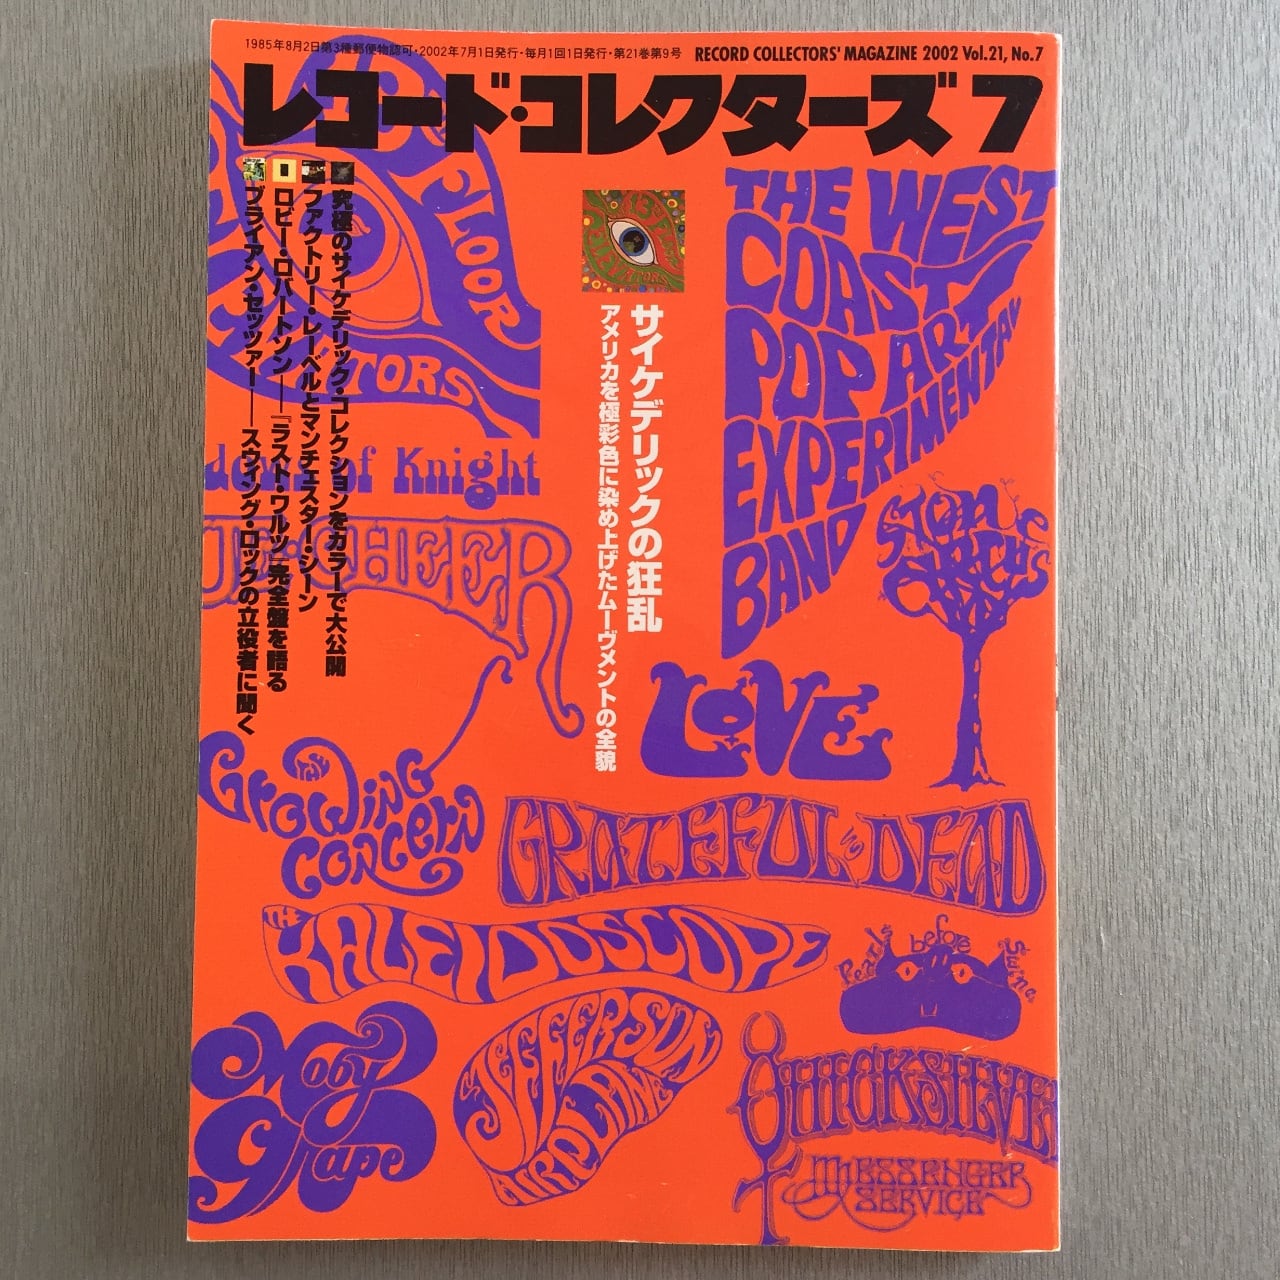 1985年8月2日第3種郵便物認可・2002年7月1日発行・毎月1回1日発行・第21巻第9号
RECORD COLLECTORS' MAGAZINE 2002 Vol.21, No.7
レコード・コレクターズ 7
究極のサイケデリック・コレクションをカラーで大公開
ファクトリー・レーベルとマンチェスター・シーン
ロビー・ロバートソン──『ラスト・ワルツ』完全盤を語る
ブライアン・セッツァー──スウィング・ロックの立役者に聞く
サイケデリックの狂乱
アメリカを極彩色に染め上げたムーヴメントの全貌
FLOOR
ATORS
THE WEST
COAST
POP ART
EXPERIMENTAL
BAND
dows of Knight
UE CHEER
STONE
CIRCUS
LOVE
THE
GrowinG
CONCERN
GRATEFUL DEAD
THE
KALEIDOSCOPE
Pearls before Swine
Moby
Grape
JEFFERSON
AIRPLANE
QUICKSILVER
MESSENGER
SERVICE